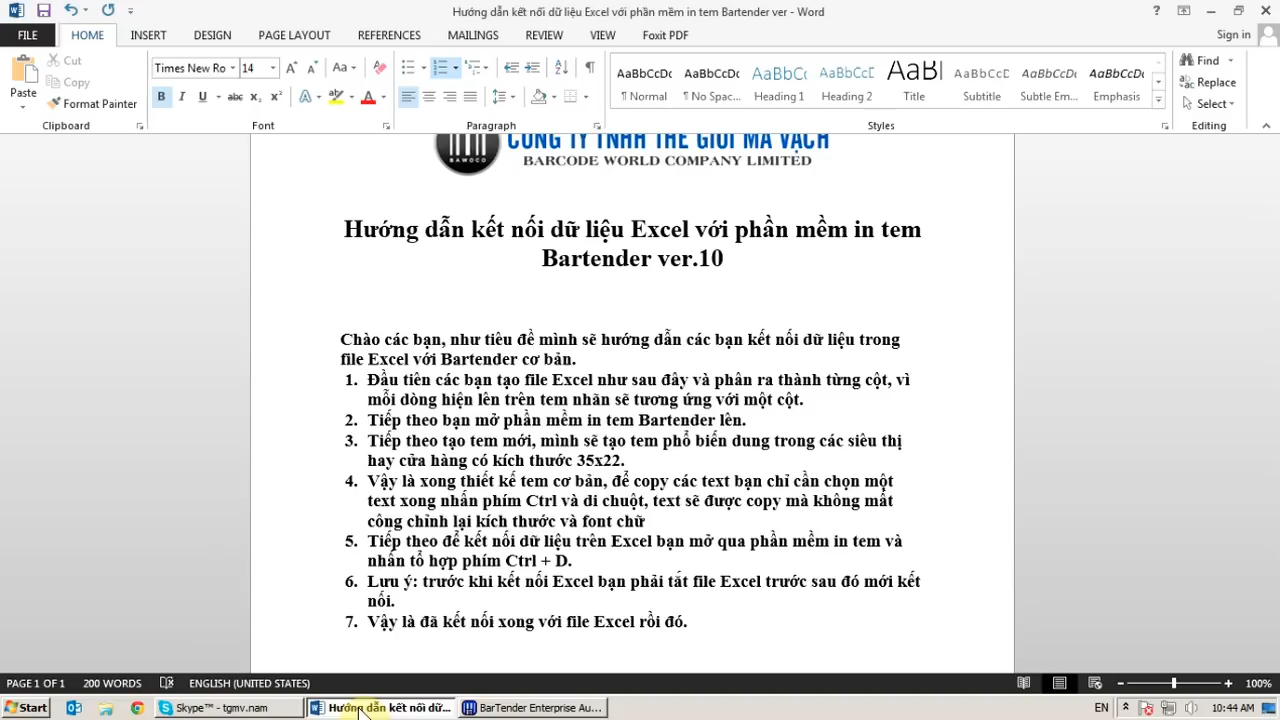 Hướng dẫn kết nối dữ liệu Excel với phần mềm in tem Bartender ver - Word
FILE HOME INSERT DESIGN PAGE LAYOUT REFERENCES MAILINGS REVIEW VIEW Foxit PDF Sign in
Paste Cut Copy Format Painter
Times New Ro 14
AaBbCcDc AaBbCcDc AaBbCc AaBbCcD AaBl AaBbCcD AaBbCcDc AaBbCcDc
¶ Normal ¶ No Spac... Heading 1 Heading 2 Title Subtitle Subtle Em... Emphasis
Find Replace Select
Clipboard Font Paragraph Styles Editing
BAWOCO
CÔNG TY TNHH THẾ GIỚI MÃ VẠCH
BARCODE WORLD COMPANY LIMITED
Hướng dẫn kết nối dữ liệu Excel với phần mềm in tem
Bartender ver.10
Chào các bạn, như tiêu đề mình sẽ hướng dẫn các bạn kết nối dữ liệu trong
file Excel với Bartender cơ bản.
1. Đầu tiên các bạn tạo file Excel như sau đây và phân ra thành từng cột, vì
mỗi dòng hiện lên trên tem nhãn sẽ tương ứng với một cột.
2. Tiếp theo bạn mở phần mềm in tem Bartender lên.
3. Tiếp theo tạo tem mới, mình sẽ tạo tem phổ biến dung trong các siêu thị
hay cửa hàng có kích thước 35x22.
4. Vậy là xong thiết kế tem cơ bản, để copy các text bạn chỉ cần chọn một
text xong nhấn phím Ctrl và di chuột, text sẽ được copy mà không mất
công chỉnh lại kích thước và font chữ
5. Tiếp theo để kết nối dữ liệu trên Excel bạn mở qua phần mềm in tem và
nhấn tổ hợp phím Ctrl + D.
6. Lưu ý: trước khi kết nối Excel bạn phải tắt file Excel trước sau đó mới kết
nối.
7. Vậy là đã kết nối xong với file Excel rồi đó.
PAGE 1 OF 1 200 WORDS ENGLISH (UNITED STATES) 100%
Start Skype™ - tgmv.nam Hướng dẫn kết nối dữ... BarTender Enterprise Au... EN 10:44 AM